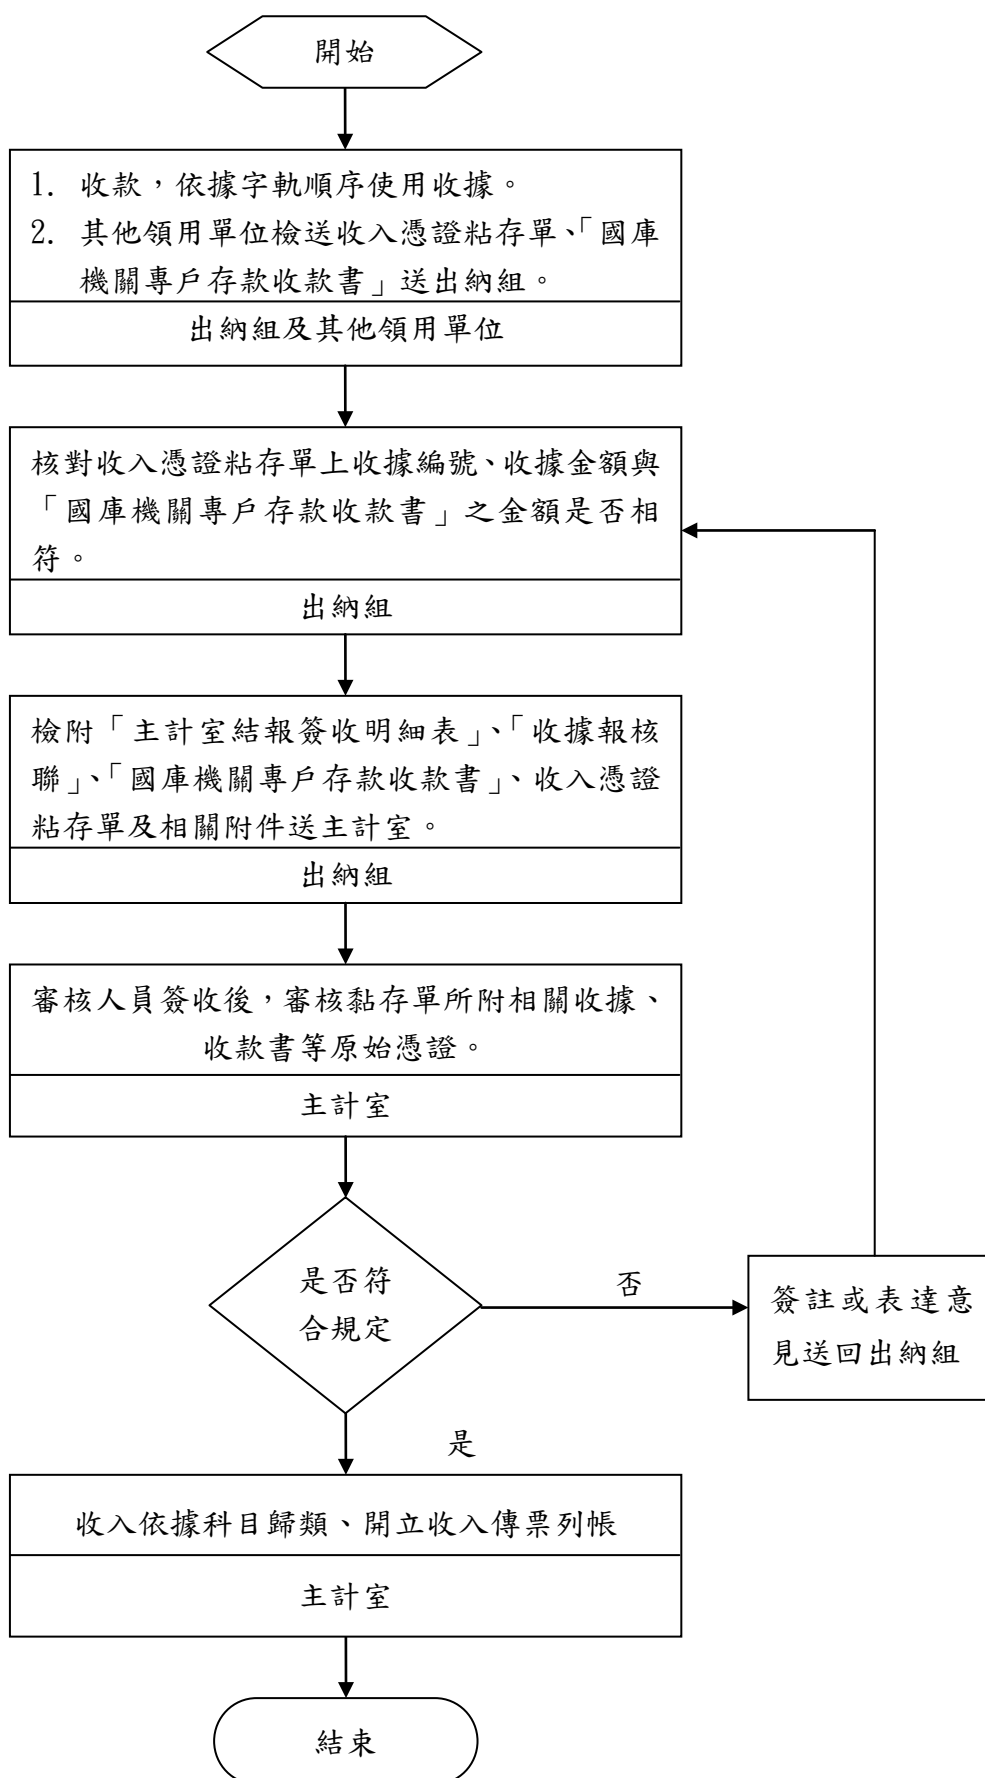 開始
1. 收款，依據字軌順序使用收據。
2. 其他領用單位檢送收入憑證粘存單、「國庫
機關專戶存款收款書」送出納組。
出納組及其他領用單位
核對收入憑證粘存單上收據編號、收據金額與
「國庫機關專戶存款收款書」之金額是否相
符。
出納組
檢附「主計室結報簽收明細表」、「收據報核
聯」、「國庫機關專戶存款收款書」、收入憑證
粘存單及相關附件送主計室。
出納組
審核人員簽收後，審核黏存單所附相關收據、
收款書等原始憑證。
主計室
是否符
合規定
否
簽註或表達意
見送回出納組
是
收入依據科目歸類、開立收入傳票列帳
主計室
結束